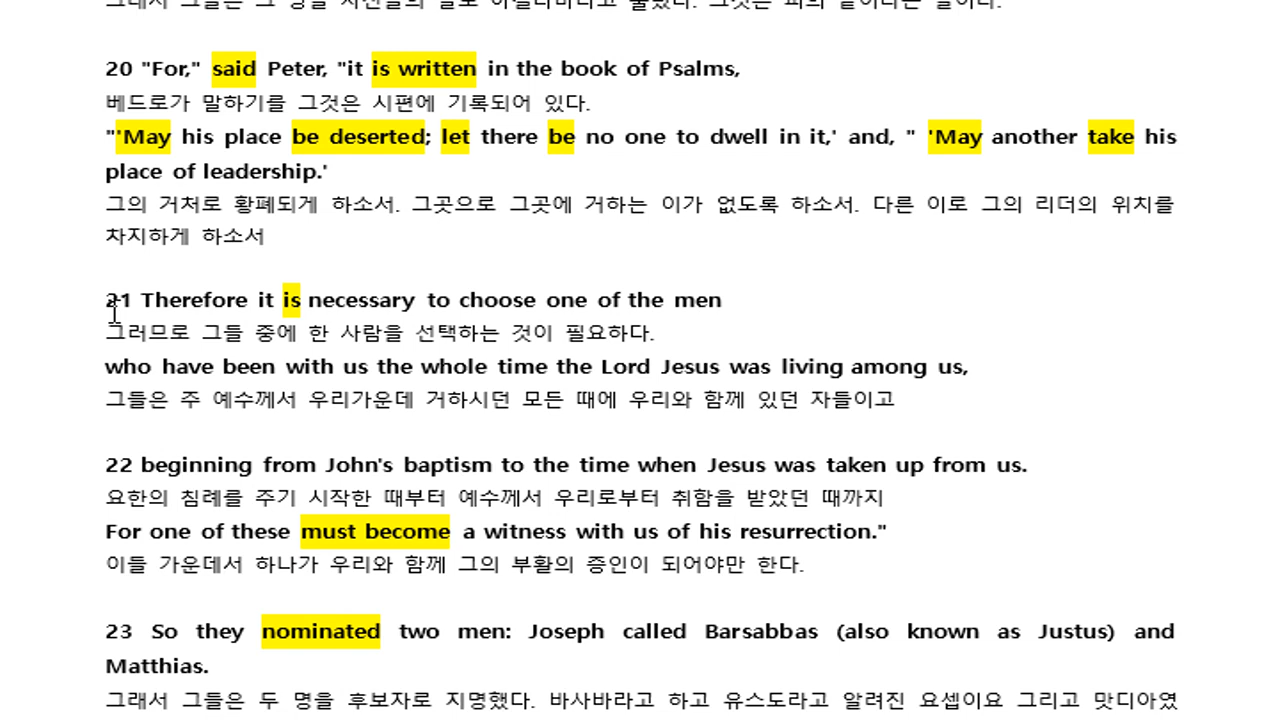 20 "For," said Peter, "it is written in the book of Psalms,
베드로가 말하기를 그것은 시편에 기록되어 있다.
"'May his place be deserted; let there be no one to dwell in it,' and, " 'May another take his
place of leadership.'
그의 거처로 황폐되게 하소서. 그곳으로 그곳에 거하는 이가 없도록 하소서. 다른 이로 그의 리더의 위치를
차지하게 하소서
21 Therefore it is necessary to choose one of the men
그러므로 그들 중에 한 사람을 선택하는 것이 필요하다.
who have been with us the whole time the Lord Jesus was living among us,
그들은 주 예수께서 우리가운데 거하시던 모든 때에 우리와 함께 있던 자들이고
22 beginning from John's baptism to the time when Jesus was taken up from us.
요한의 침례를 주기 시작한 때부터 예수께서 우리로부터 취함을 받았던 때까지
For one of these must become a witness with us of his resurrection."
이들 가운데서 하나가 우리와 함께 그의 부활의 증인이 되어야만 한다.
23 So they nominated two men: Joseph called Barsabbas (also known as Justus) and
Matthias.
그래서 그들은 두 명을 후보자로 지명했다. 바사바라고 하고 유스도라고 알려진 요셉이요 그리고 맛디아였